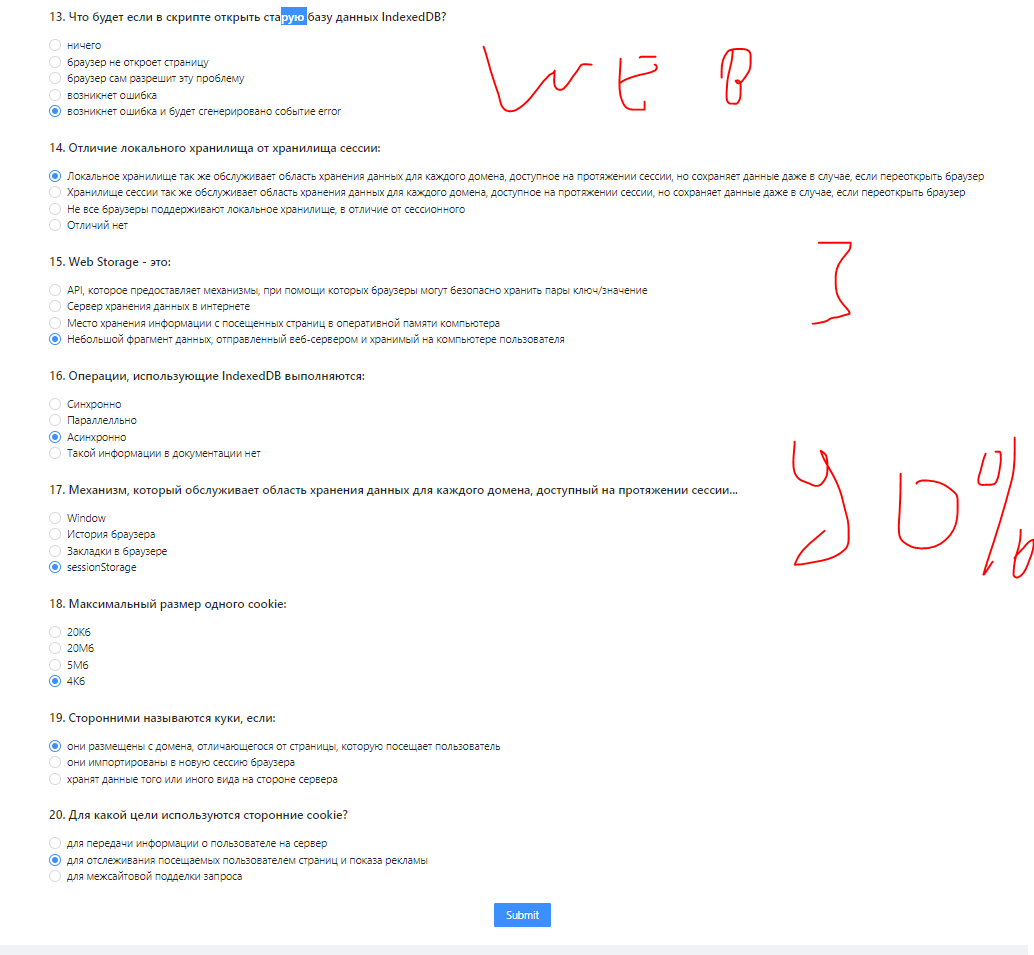 13. Что будет если в скрипте открыть старую базу данных IndexedDB?
ничего
браузер не откроет страницу
браузер сам разрешит эту проблему
возникнет ошибка
возникнет ошибка и будет сгенерировано событие error
WEB
14. Отличие локального хранилища от хранилища сессии:
Локальное хранилище так же обслуживает область хранения данных для каждого домена, доступное на протяжении сессии, но сохраняет данные даже в случае, если переоткрыть браузер
Хранилище сессии так же обслуживает область хранения данных для каждого домена, доступное на протяжении сессии, но сохраняет данные даже в случае, если переоткрыть браузер
Не все браузеры поддерживают локальное хранилище, в отличие от сессионного
Отличий нет
15. Web Storage - это:
API, которое предоставляет механизмы, при помощи которых браузеры могут безопасно хранить пары ключ/значение
Сервер хранения данных в интернете
Место хранения информации с посещенных страниц в оперативной памяти компьютера
Небольшой фрагмент данных, отправленный веб-сервером и хранимый на компьютере пользователя
16. Операции, использующие IndexedDB выполняются:
Синхронно
Параллелльно
Асинхронно
Такой информации в документации нет
17. Механизм, который обслуживает область хранения данных для каждого домена, доступный на протяжении сессии...
Window
История браузера
Закладки в браузере
sessionStorage
90%
18. Максимальный размер одного cookie:
20Кб
20Мб
5Мб
4Кб
19. Сторонними называются куки, если:
они размещены с домена, отличающегося от страницы, которую посещает пользователь
они импортированы в новую сессию браузера
хранят данные того или иного вида на стороне сервера
20. Для какой цели используются сторонние cookie?
для передачи информации о пользователе на сервер
для отслеживания посещаемых пользователем страниц и показа рекламы
для межсайтовой подделки запроса
Submit